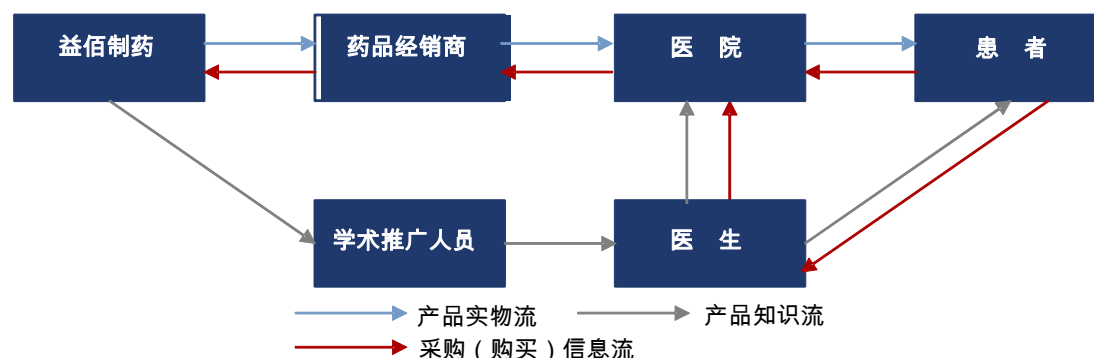 益佰制药
药品经销商
医 院
患 者
学术推广人员
医 生
产品实物流
产品知识流
采购（购买）信息流